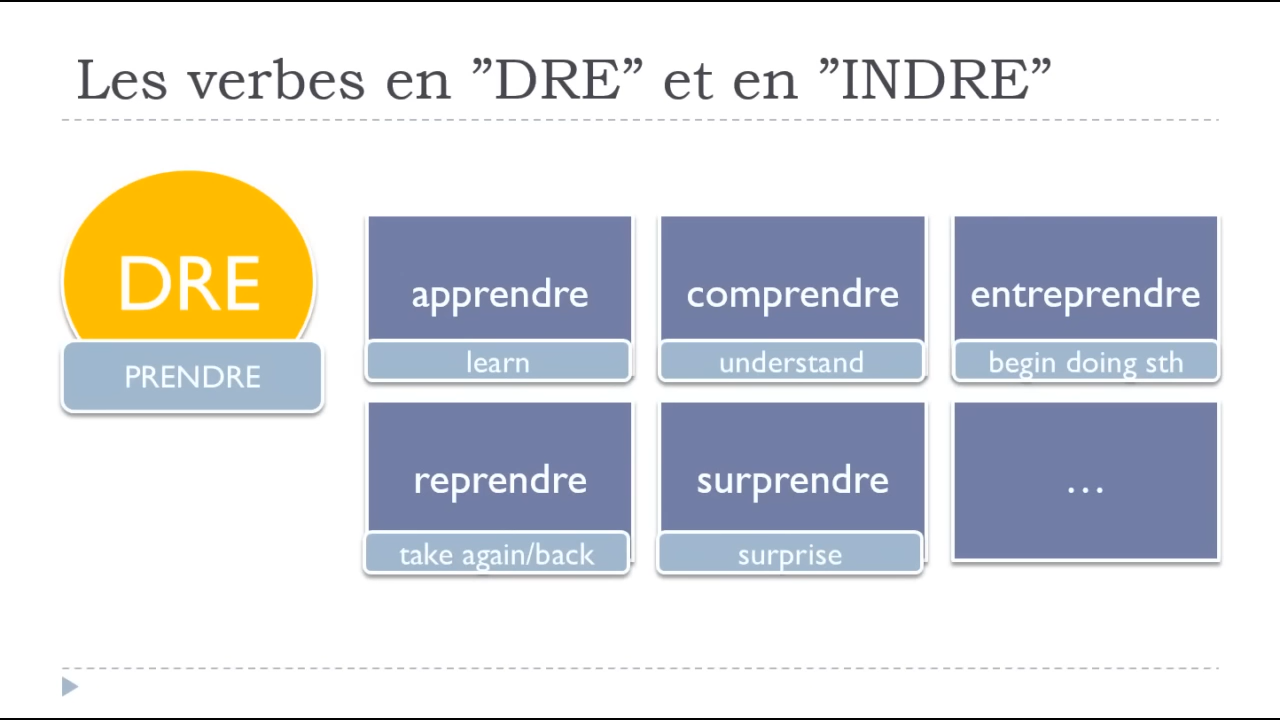 Les verbes en ”DRE” et en ”INDRE”
DRE
PRENDRE
apprendre
learn
comprendre
understand
entreprendre
begin doing sth
reprendre
take again/back
surprendre
surprise
…